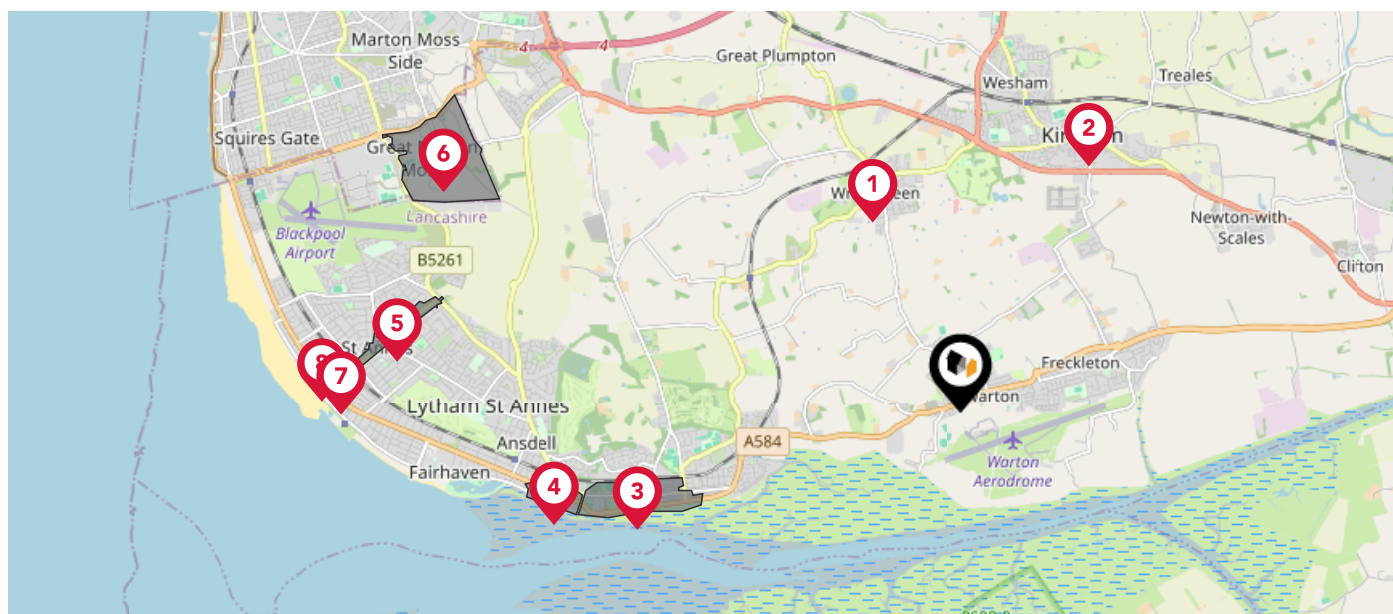 Marton Moss
Side
4
4
Great Plumpton
Wesham
Treales
Squires Gate
6
2
1
Lancashire
Blackpool
Airport
Newton-with-
Scales
B5261
Clifton
5
8
7
Freckleton
Lytham St Annes
Ansdell
A584
Fairhaven
Warton
Aerodrome
4
3